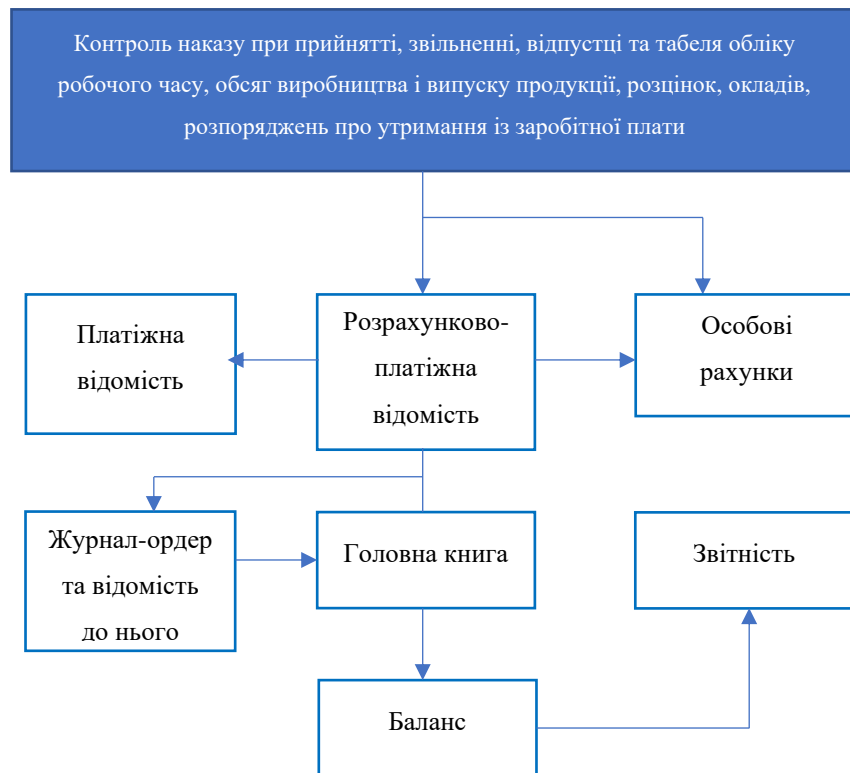 Контроль наказу при прийнятті, звільненні, відпустці та табеля обліку
робочого часу, обсяг виробництва і випуску продукції, розцінок, окладів,
розпоряджень про утримання із заробітної плати
Платіжна
відомість
Розрахунково-
платіжна
відомість
Особові
рахунки
Журнал-ордер
та відомість
до нього
Головна книга
Звітність
Баланс